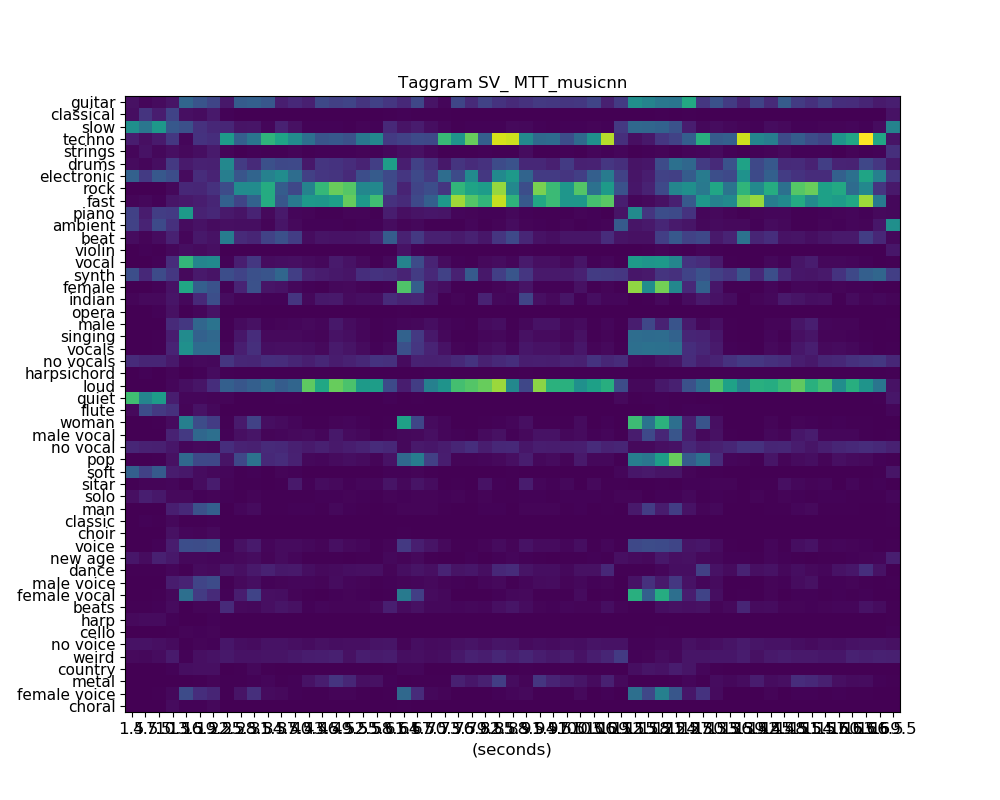 Taggram SV_ MTT_musicnn
guitar
classical
slow
techno
strings
drums
electronic
rock
fast
piano
ambient
beat
violin
vocal
synth
female
indian
opera
male
singing
vocals
no vocals
harpsichord
loud
quiet
flute
woman
male vocal
no vocal
pop
soft
sitar
solo
man
classic
choir
voice
new age
dance
male voice
female vocal
beats
harp
cello
no voice
weird
country
metal
female voice
choral
(seconds)